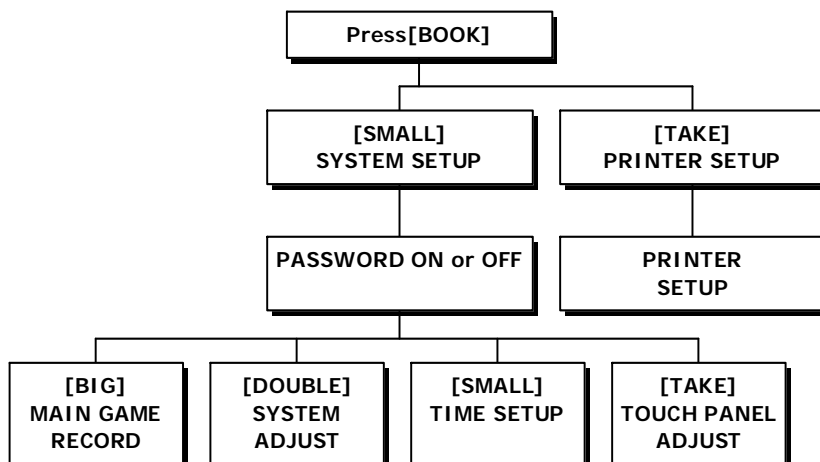 Press[BOOK]
[SMALL]
SYSTEM SETUP
[TAKE]
PRINTER SETUP
PASSWORD ON or OFF
PRINTER
SETUP
[BIG]
MAIN GAME
RECORD
[DOUBLE]
SYSTEM
ADJUST
[SMALL]
TIME SETUP
[TAKE]
TOUCH PANEL
ADJUST